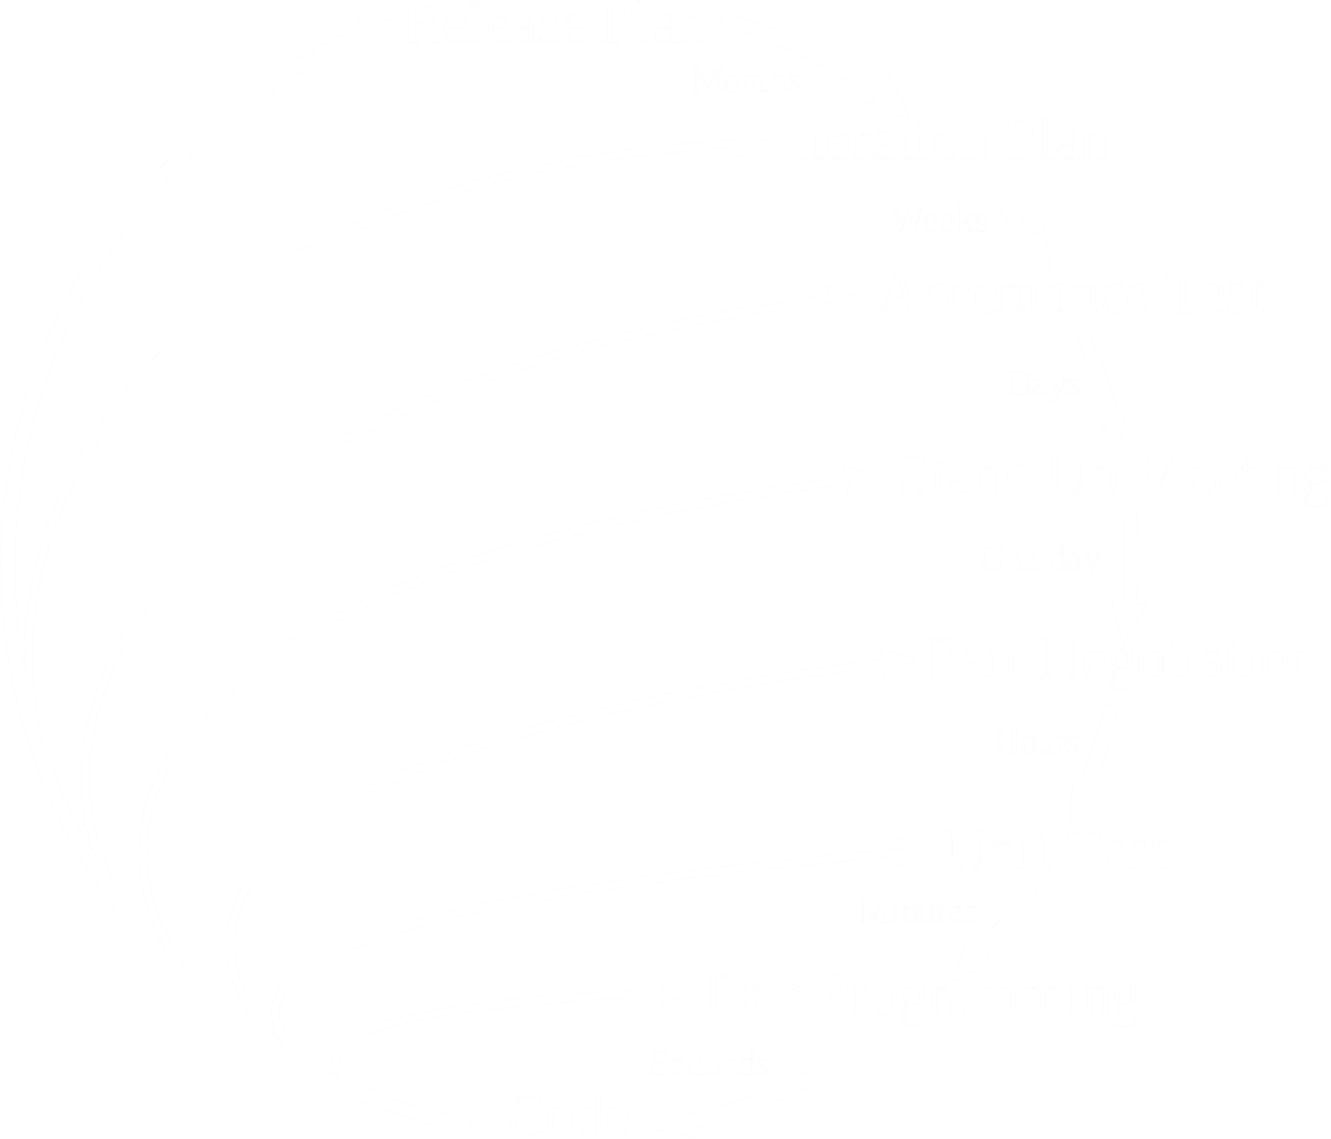 Release Plan
Months
Iteration Plan
Weeks
Acceptance Test
Days
Stand Up Meeting
One day
Pair Negotiation
Hours
Unit Test
Minutes
Pair Programming
Seconds
Code